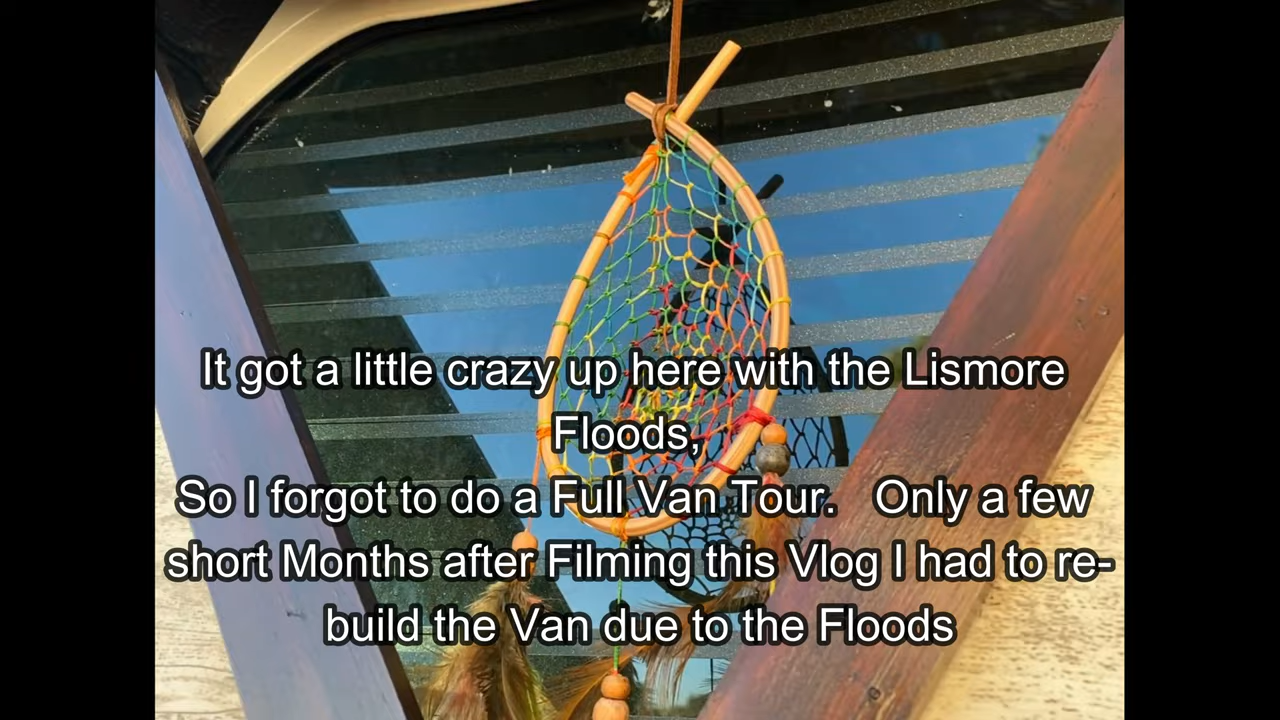 It got a little crazy up here with the Lismore
Floods,
So I forgot to do a Full Van Tour.   Only a few
short Months after Filming this Vlog I had to re-
build the Van due to the Floods